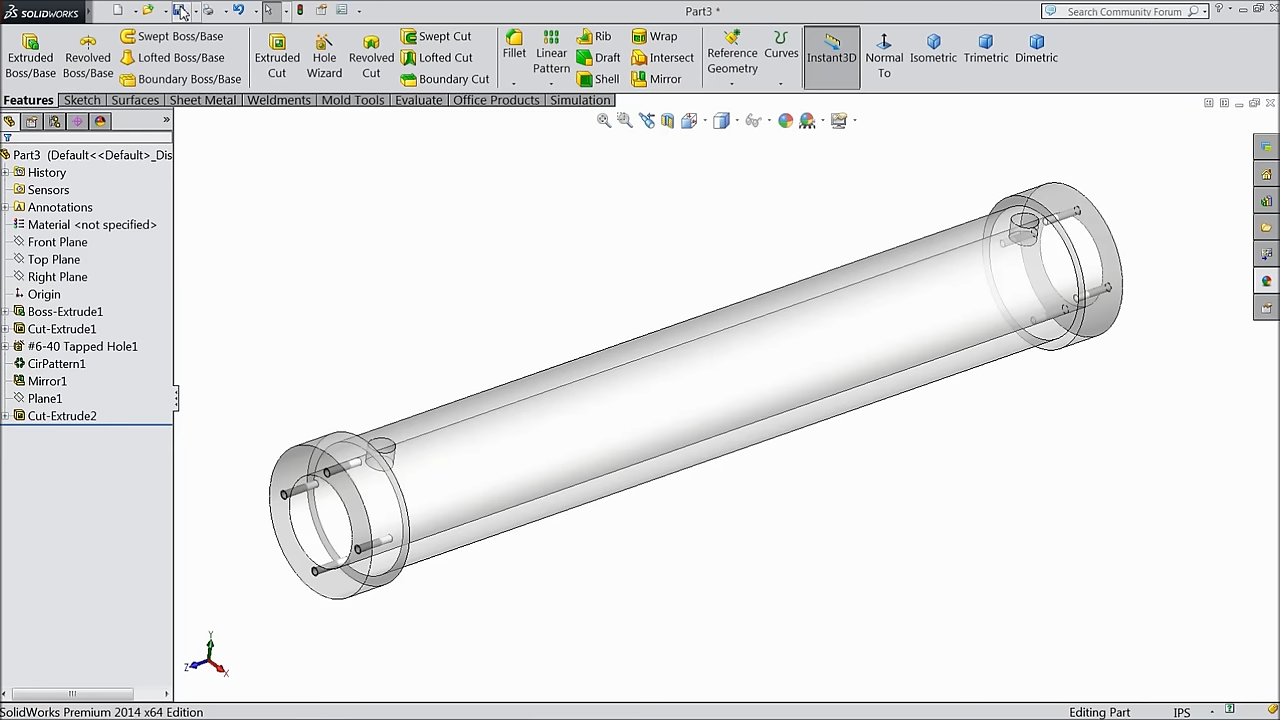 SOLIDWORKS
Part3 *
Search Community Forum
Extruded Boss/Base
Revolved Boss/Base
Swept Boss/Base
Lofted Boss/Base
Boundary Boss/Base
Extruded Cut
Hole Wizard
Revolved Cut
Swept Cut
Lofted Cut
Boundary Cut
Fillet
Linear Pattern
Rib
Draft
Shell
Wrap
Intersect
Mirror
Reference Geometry
Curves
Instant3D
Normal To
Isometric
Trimetric
Dimetric
Features
Sketch
Surfaces
Sheet Metal
Weldments
Mold Tools
Evaluate
Office Products
Simulation
Part3 (Default<<Default>_Dis
History
Sensors
Annotations
Material <not specified>
Front Plane
Top Plane
Right Plane
Origin
Boss-Extrude1
Cut-Extrude1
#6-40 Tapped Hole1
CirPattern1
Mirror1
Plane1
Cut-Extrude2
Y
Z
X
SolidWorks Premium 2014 x64 Edition
Editing Part
IPS